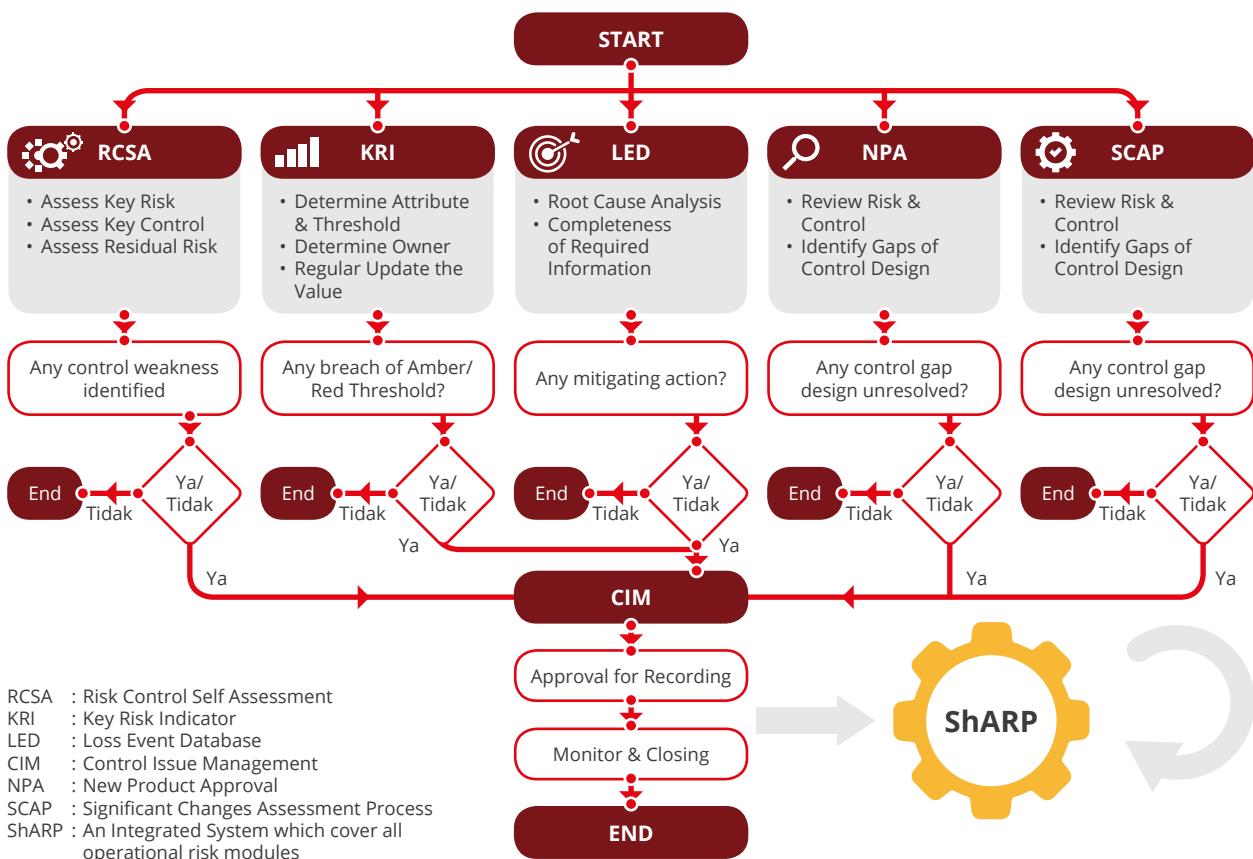 START
RCSA
• Assess Key Risk
• Assess Key Control
• Assess Residual Risk
Any control weakness
identified
Ya/
Tidak
End
Tidak
Ya
KRI
• Determine Attribute
& Threshold
• Determine Owner
• Regular Update the
Value
Any breach of Amber/
Red Threshold?
Ya/
Tidak
End
Tidak
Ya
LED
• Root Cause Analysis
• Completeness
of Required
Information
Any mitigating action?
Ya/
Tidak
End
Tidak
Ya
NPA
• Review Risk &
Control
• Identify Gaps of
Control Design
Any control gap
design unresolved?
Ya/
Tidak
End
Tidak
Ya
SCAP
• Review Risk &
Control
• Identify Gaps of
Control Design
Any control gap
design unresolved?
Ya/
Tidak
End
Tidak
Ya
CIM
Approval for Recording
Monitor & Closing
END
ShARP
RCSA : Risk Control Self Assessment
KRI : Key Risk Indicator
LED : Loss Event Database
CIM : Control Issue Management
NPA : New Product Approval
SCAP : Significant Changes Assessment Process
ShARP : An Integrated System which cover all
operational risk modules